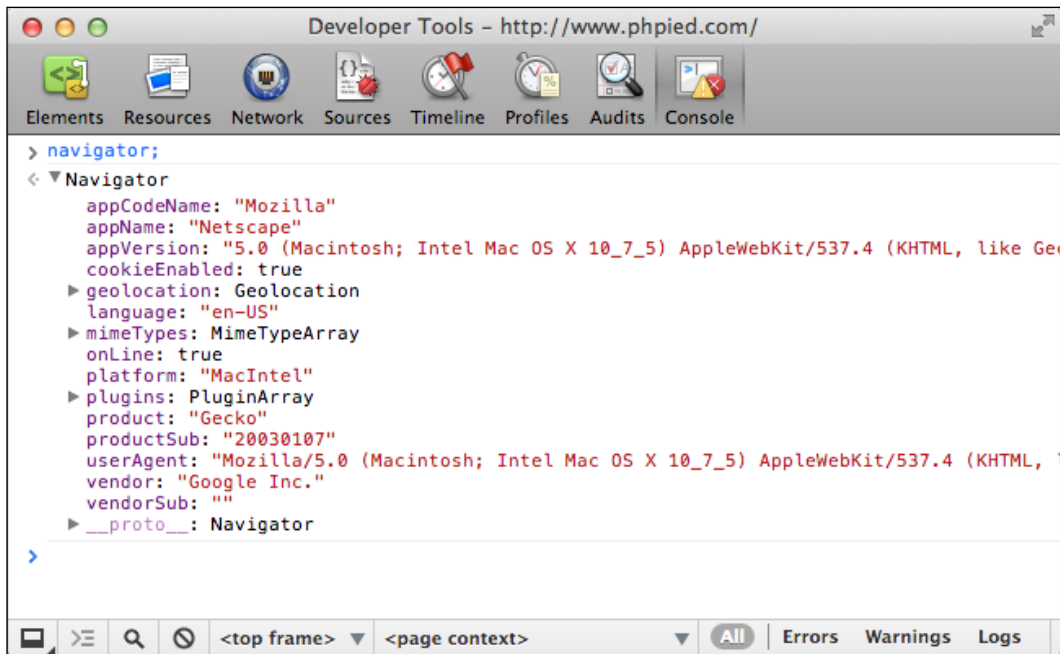 Developer Tools – http://www.phpied.com/
Elements Resources Network Sources Timeline Profiles Audits Console
> navigator;
Navigator
appCodeName: "Mozilla"
appName: "Netscape"
appVersion: "5.0 (Macintosh; Intel Mac OS X 10_7_5) AppleWebKit/537.4 (KHTML, like
cookieEnabled: true
geolocation: Geolocation
language: "en-US"
mimeTypes: MimeTypeArray
onLine: true
platform: "MacIntel"
plugins: PluginArray
product: "Gecko"
productSub: "20030107"
userAgent: "Mozilla/5.0 (Macintosh; Intel Mac OS X 10_7_5) AppleWebKit/537.4 (KHTML,
vendor: "Google Inc."
vendorSub: ""
__proto__: Navigator
>
<top frame> <page context> All Errors Warnings Logs